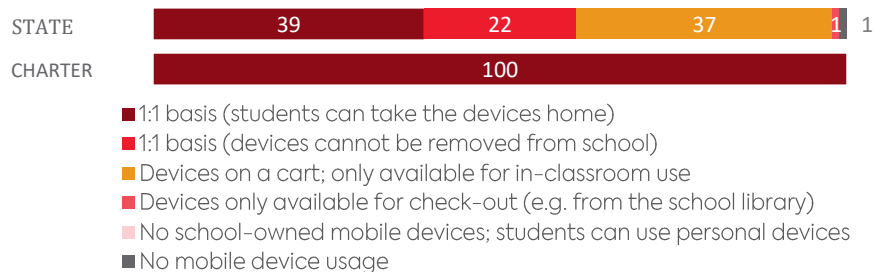 STATE 39 22 37 1 1
CHARTER 100
1:1 basis (students can take the devices home)
1:1 basis (devices cannot be removed from school)
Devices on a cart; only available for in-classroom use
Devices only available for check-out (e.g. from the school library)
No school-owned mobile devices; students can use personal devices
No mobile device usage